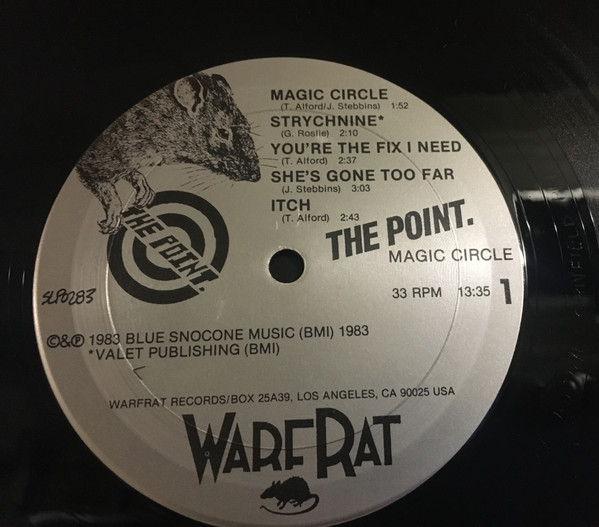 MAGIC CIRCLE
(T. Alford/J. Stebbins) 1:52
STRYCHNINE*
(G. Roslie) 2:10
YOU'RE THE FIX I NEED
(T. Alford) 2:37
SHE'S GONE TOO FAR
(J. Stebbins) 3:03
ITCH
(T. Alford) 2:43
THE POINT.
THE POINT.
MAGIC CIRCLE
SLP0283
33 RPM 13:35 1
©&℗ 1983 BLUE SNOCONE MUSIC (BMI) 1983
*VALET PUBLISHING (BMI)
WARFRAT RECORDS/BOX 25A39, LOS ANGELES, CA 90025 USA
WARFRAT